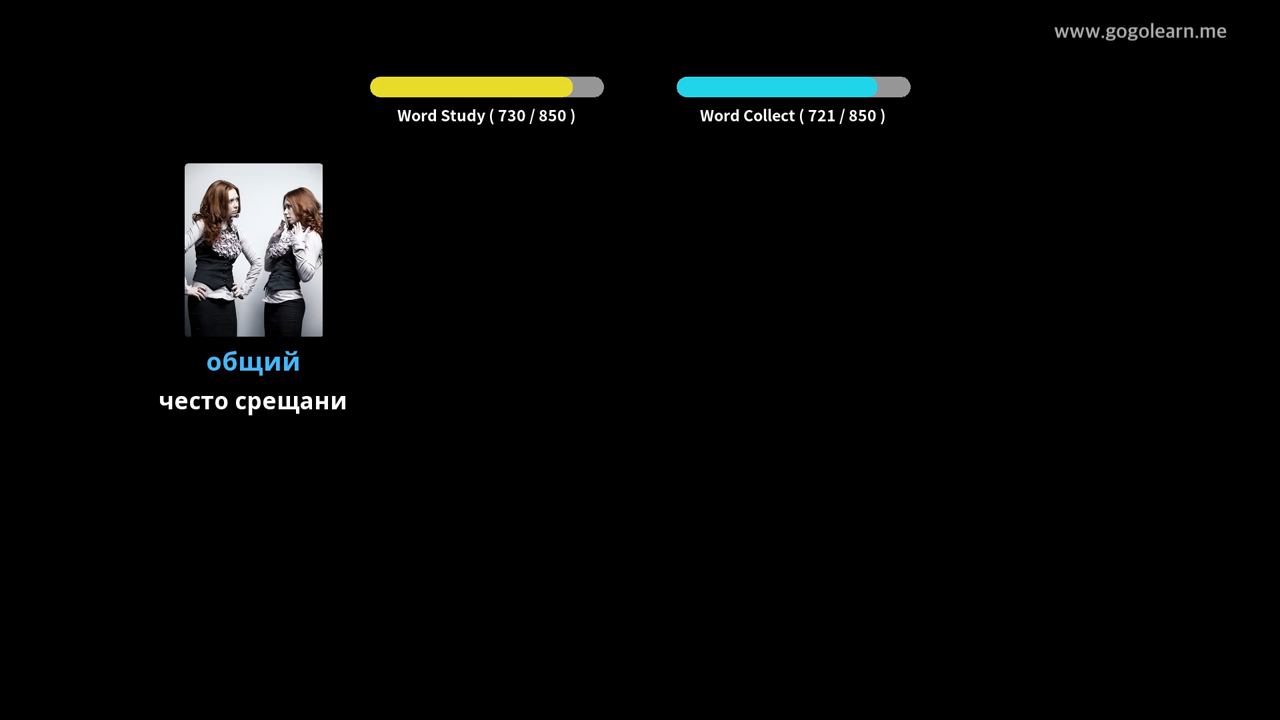 www.gogolearn.me
Word Study ( 730 / 850 )
Word Collect ( 721 / 850 )
общий
често срещани